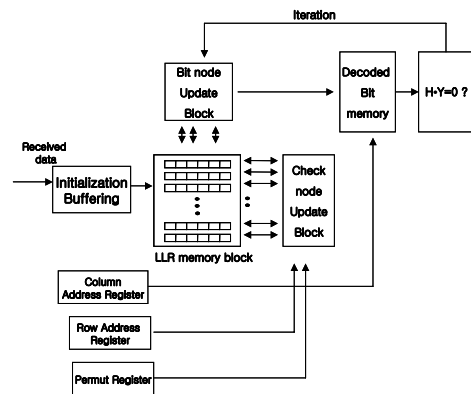 Iteration
Bit node
Update
Block
Decoded
Bit
memory
H•Y=0 ?
Received
data
Initialization
Buffering
Check
node
Update
Block
LLR memory block
Column
Address Register
Row Address
Register
Permut Register